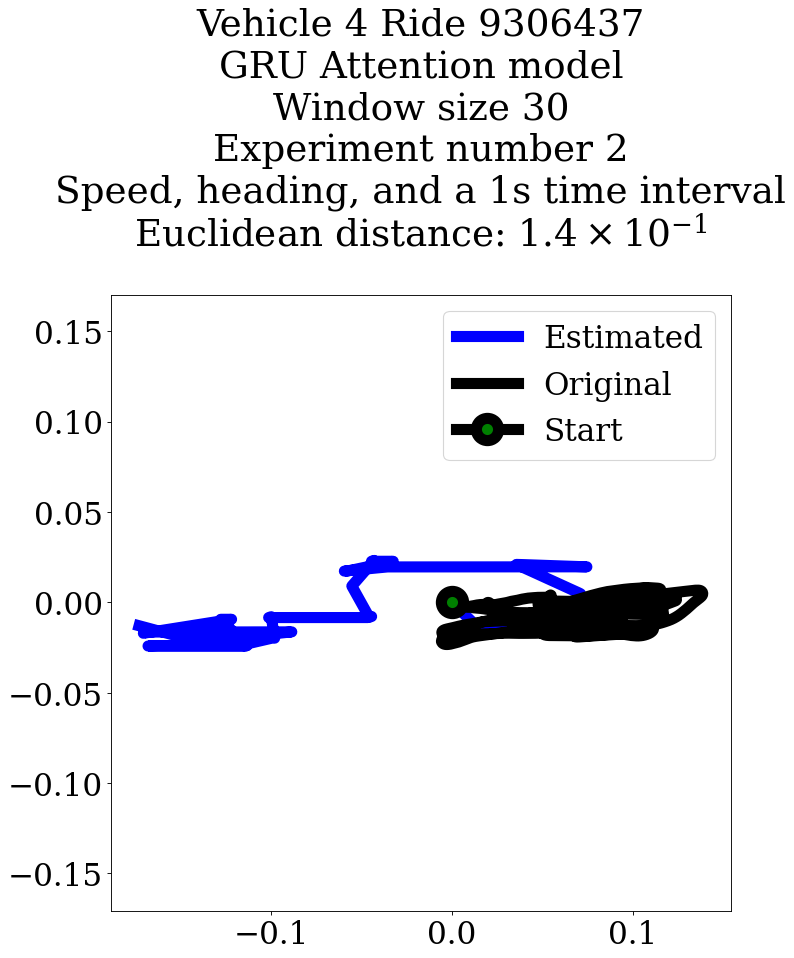 Vehicle 4 Ride 9306437
GRU Attention model
Window size 30
Experiment number 2
Speed, heading, and a 1s time interval
Euclidean distance: 1.4 × 10⁻¹
Estimated
Original
Start
0.15
0.10
0.05
0.00
−0.05
−0.10
−0.15
−0.1
0.0
0.1